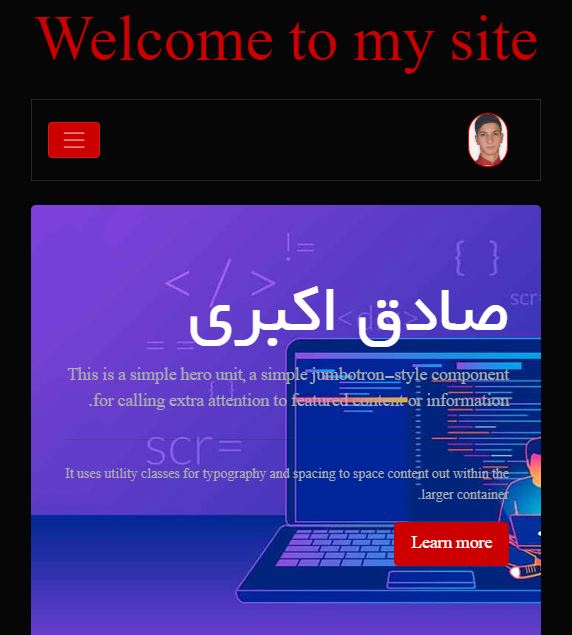 Welcome to my site
!=
{ }
< / >
scr=
صادق اکبری
= =
This is a simple hero unit, a simple jumbotron-style component
.for calling extra attention to featured content or information
{ }
scr=
It uses utility classes for typography and spacing to space content out within the
.larger container
Learn more